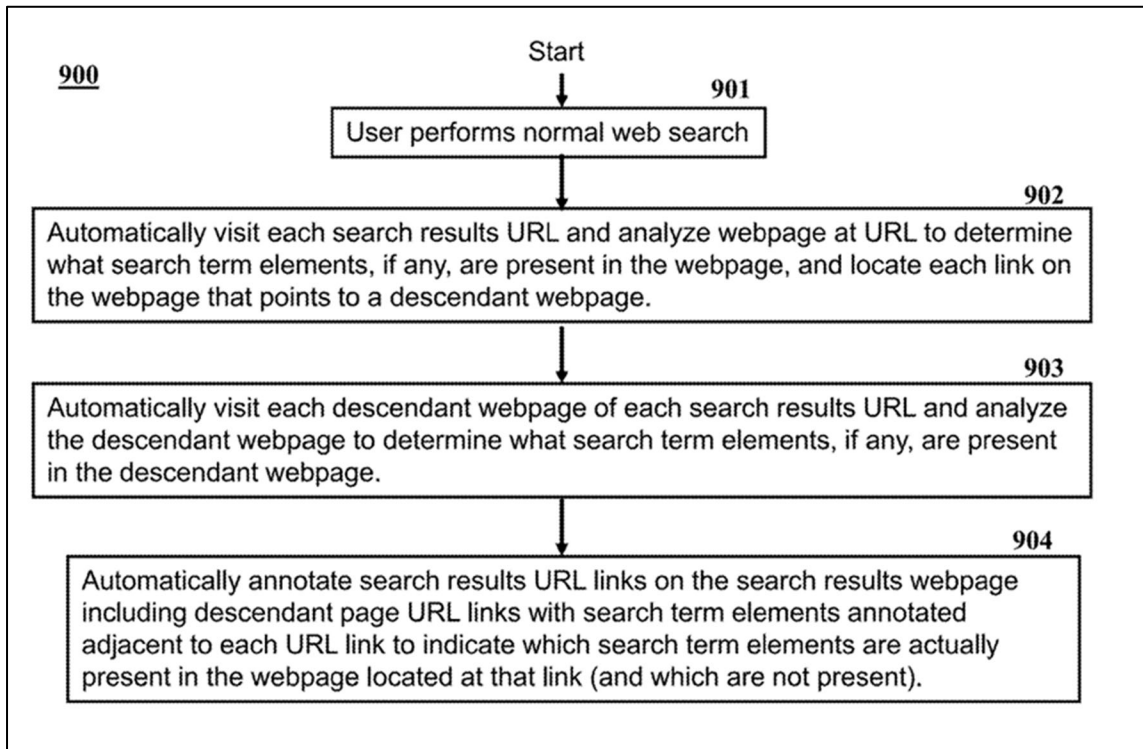 Start
900
901
User performs normal web search
902
Automatically visit each search results URL and analyze webpage at URL to determine
what search term elements, if any, are present in the webpage, and locate each link on
the webpage that points to a descendant webpage.
903
Automatically visit each descendant webpage of each search results URL and analyze
the descendant webpage to determine what search term elements, if any, are present
in the descendant webpage.
904
Automatically annotate search results URL links on the search results webpage
including descendant page URL links with search term elements annotated
adjacent to each URL link to indicate which search term elements are actually
present in the webpage located at that link (and which are not present).